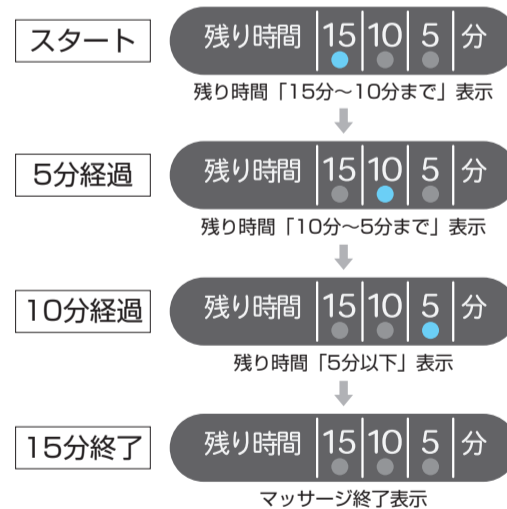 スタート
残り時間 15 10 5 分
残り時間「15分〜10分まで」表示
5分経過
残り時間 15 10 5 分
残り時間「10分〜5分まで」表示
10分経過
残り時間 15 10 5 分
残り時間「5分以下」表示
15分終了
残り時間 15 10 5 分
マッサージ終了表示